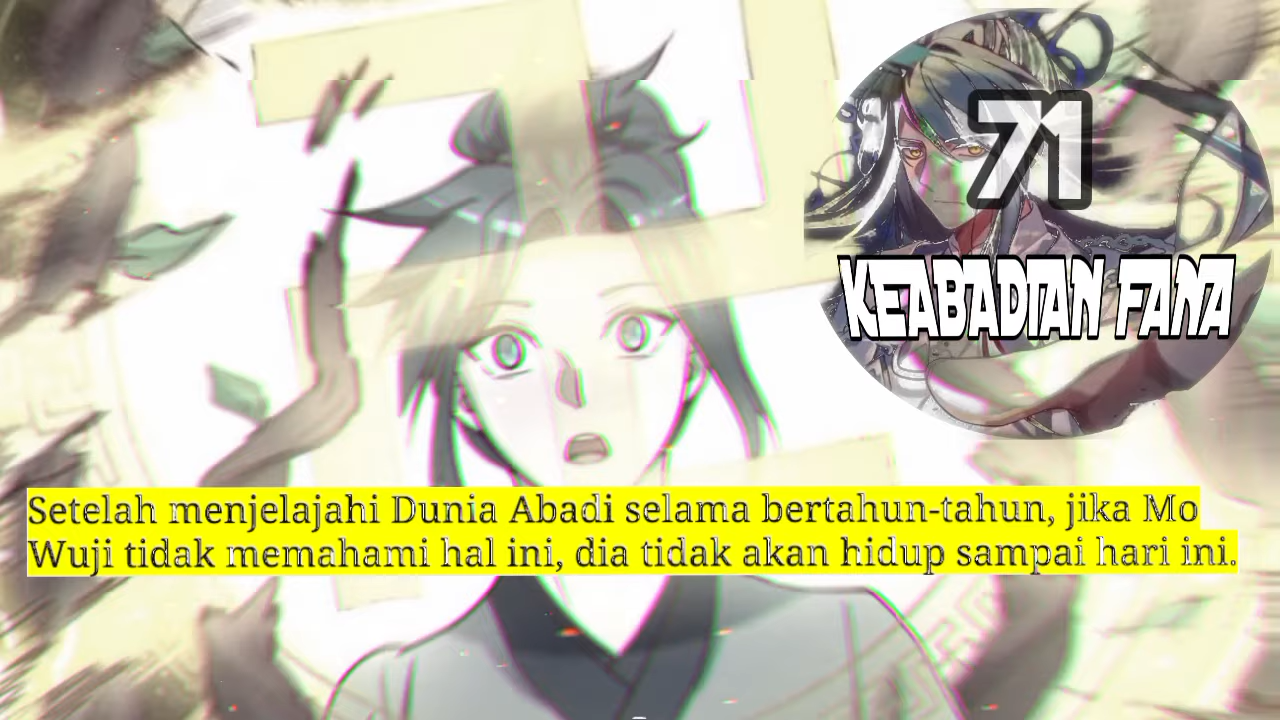 71
KEABADIAN FANA
Setelah menjelajahi Dunia Abadi selama bertahun-tahun, jika Mo
Wuji tidak memahami hal ini, dia tidak akan hidup sampai hari ini.